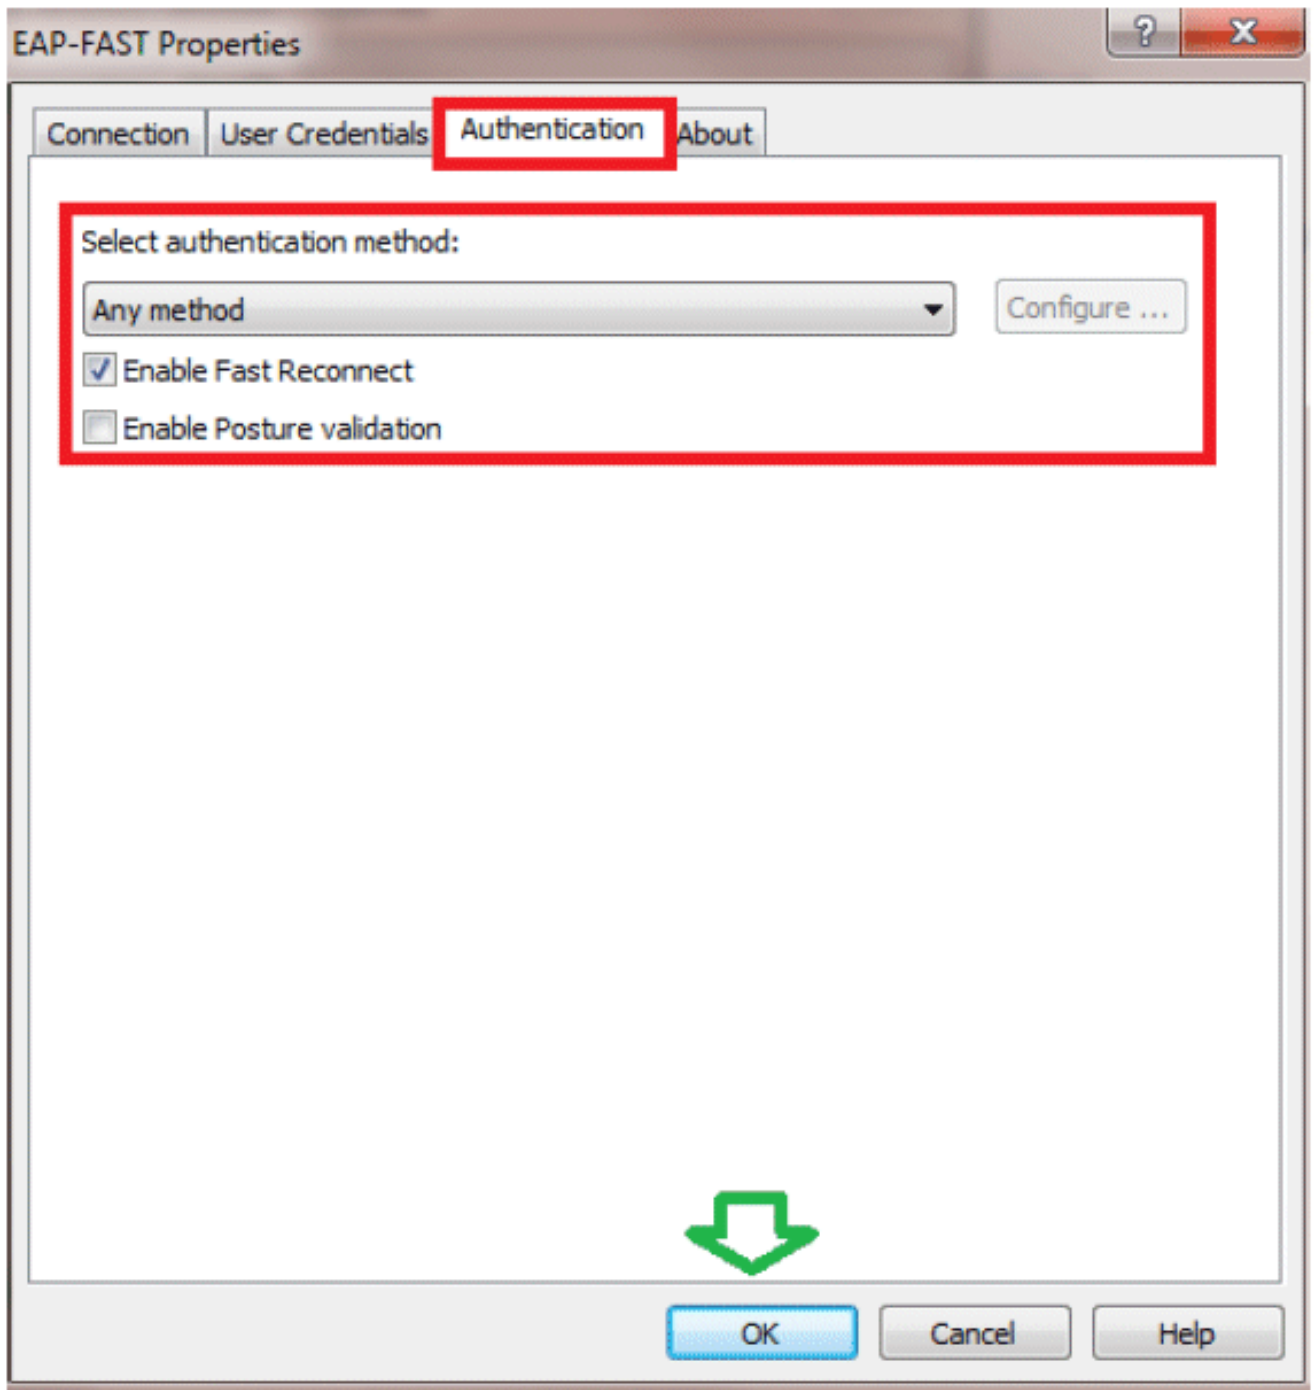 EAP-FAST Properties
?
X
Connection User Credentials Authentication About
Select authentication method:
Any method Configure ...
Enable Fast Reconnect
Enable Posture validation
OK Cancel Help